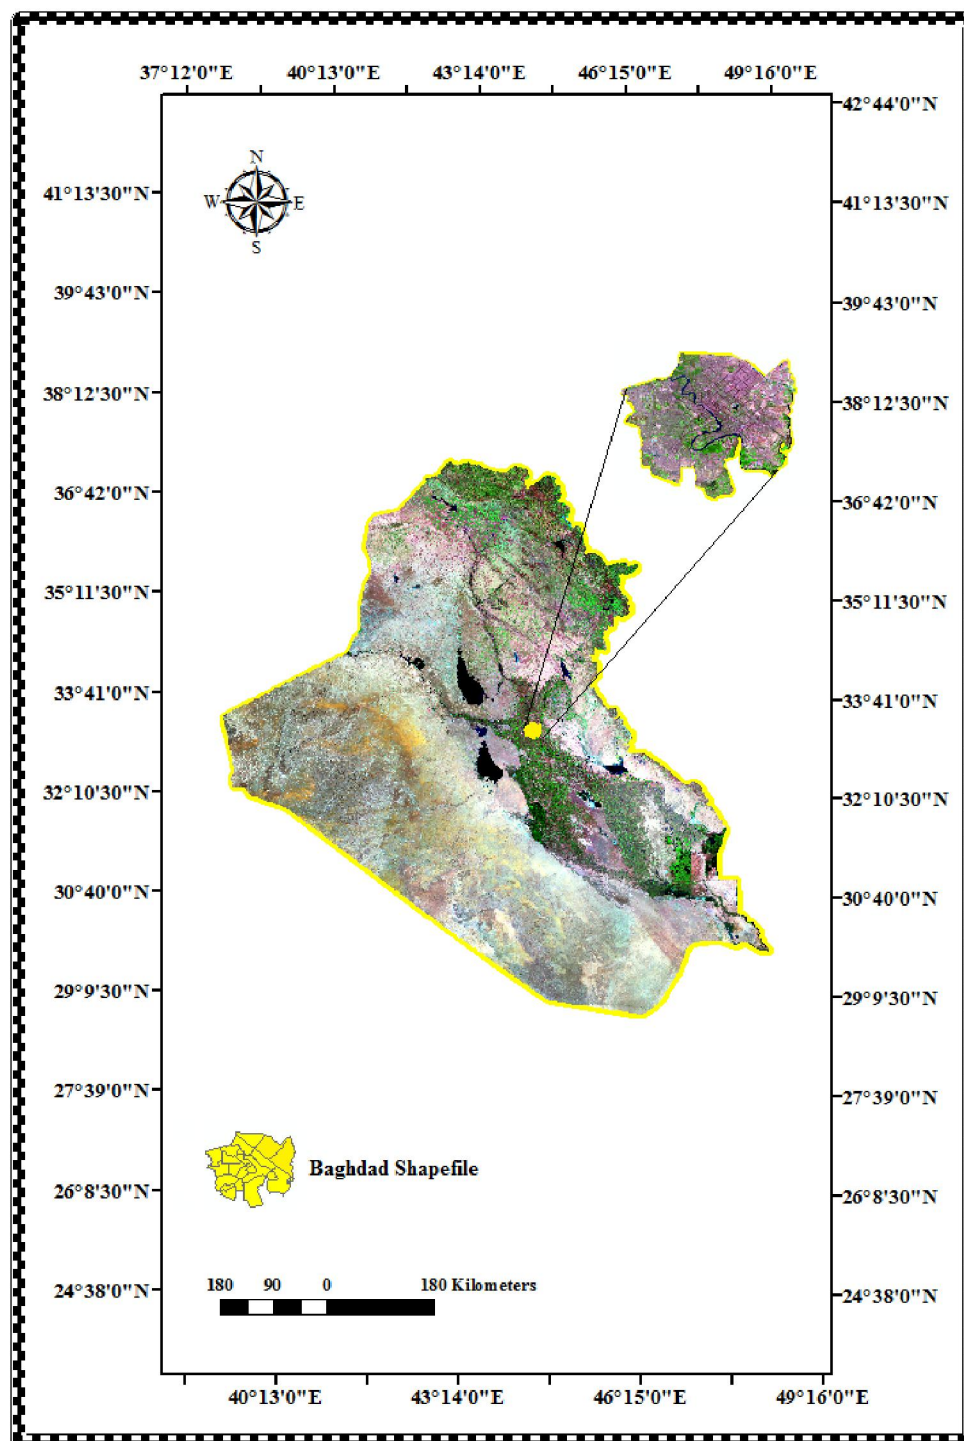 37°12'0"E 40°13'0"E 43°14'0"E 46°15'0"E 49°16'0"E
42°44'0"N
N
41°13'30"N W E 41°13'30"N
S
39°43'0"N 39°43'0"N
38°12'30"N 38°12'30"N
36°42'0"N 36°42'0"N
35°11'30"N 35°11'30"N
33°41'0"N 33°41'0"N
32°10'30"N 32°10'30"N
30°40'0"N 30°40'0"N
29°9'30"N 29°9'30"N
27°39'0"N 27°39'0"N
Baghdad Shapefile
26°8'30"N 26°8'30"N
180 90 0 180 Kilometers
24°38'0"N 24°38'0"N
40°13'0"E 43°14'0"E 46°15'0"E 49°16'0"E